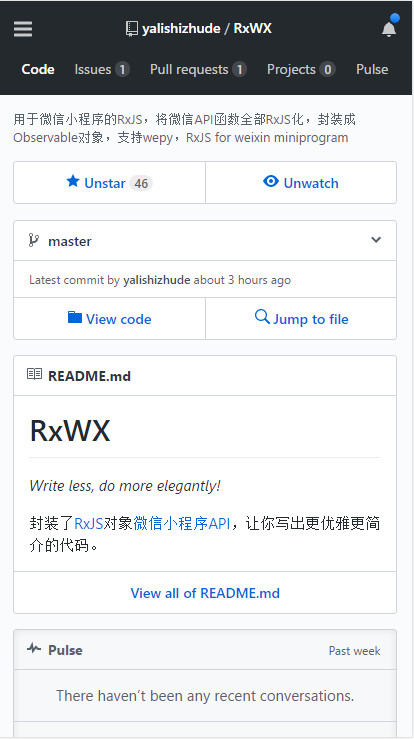 yalishizhude / RxWX
Code Issues 1 Pull requests 1 Projects 0 Pulse
用于微信小程序的RxJS，将微信API函数全部RxJS化，封装成
Observable对象，支持wepy，RxJS for weixin miniprogram
Unstar 46 Unwatch
master
Latest commit by yalishizhude about 3 hours ago
View code Jump to file
README.md
RxWX
Write less, do more elegantly!
封装了RxJS对象微信小程序API，让你写出更优雅更简
介的代码。
View all of README.md
Pulse Past week
There haven’t been any recent conversations.